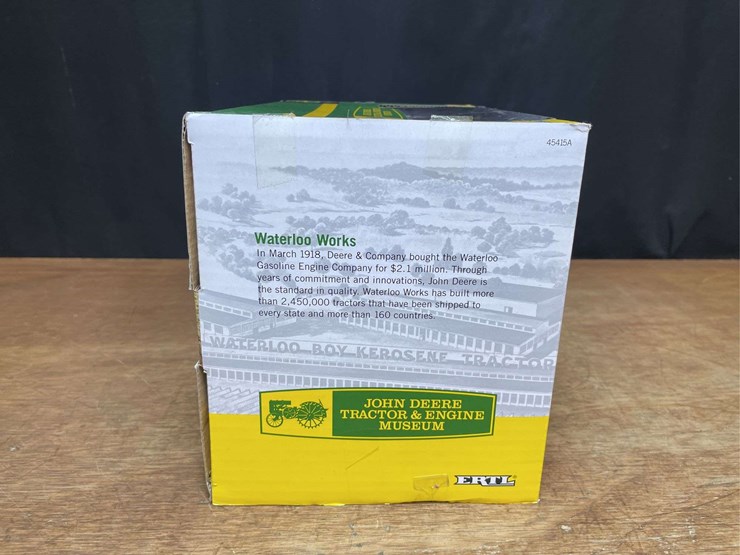 45415A
Waterloo Works
In March 1918, Deere & Company bought the Waterloo
Gasoline Engine Company for $2.1 million. Through
years of commitment and innovations, John Deere is
the standard in quality. Waterloo Works has built more
than 2,450,000 tractors that have been shipped to
every state and more than 160 countries.
WATERLOO BOY KEROSENE TRACTOR
JOHN DEERE
TRACTOR & ENGINE
MUSEUM
ERTL